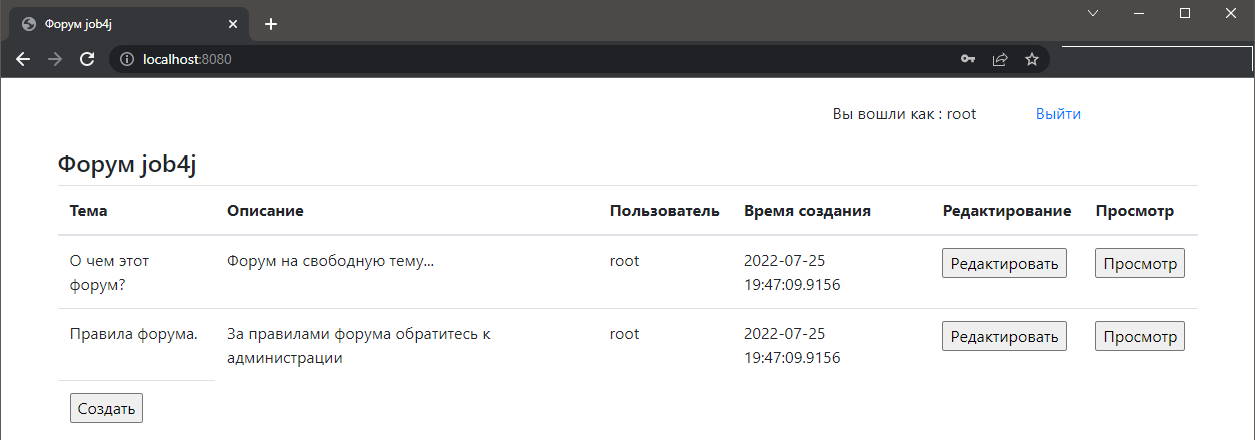 Форум job4j
localhost:8080
Вы вошли как : root Выйти
Форум job4j
Тема Описание Пользователь Время создания Редактирование Просмотр
О чем этот Форум на свободную тему... root 2022-07-25 Редактировать Просмотр
форум? 19:47:09.9156
Правила форума. За правилами форума обратитесь к root 2022-07-25 Редактировать Просмотр
администрации 19:47:09.9156
Создать